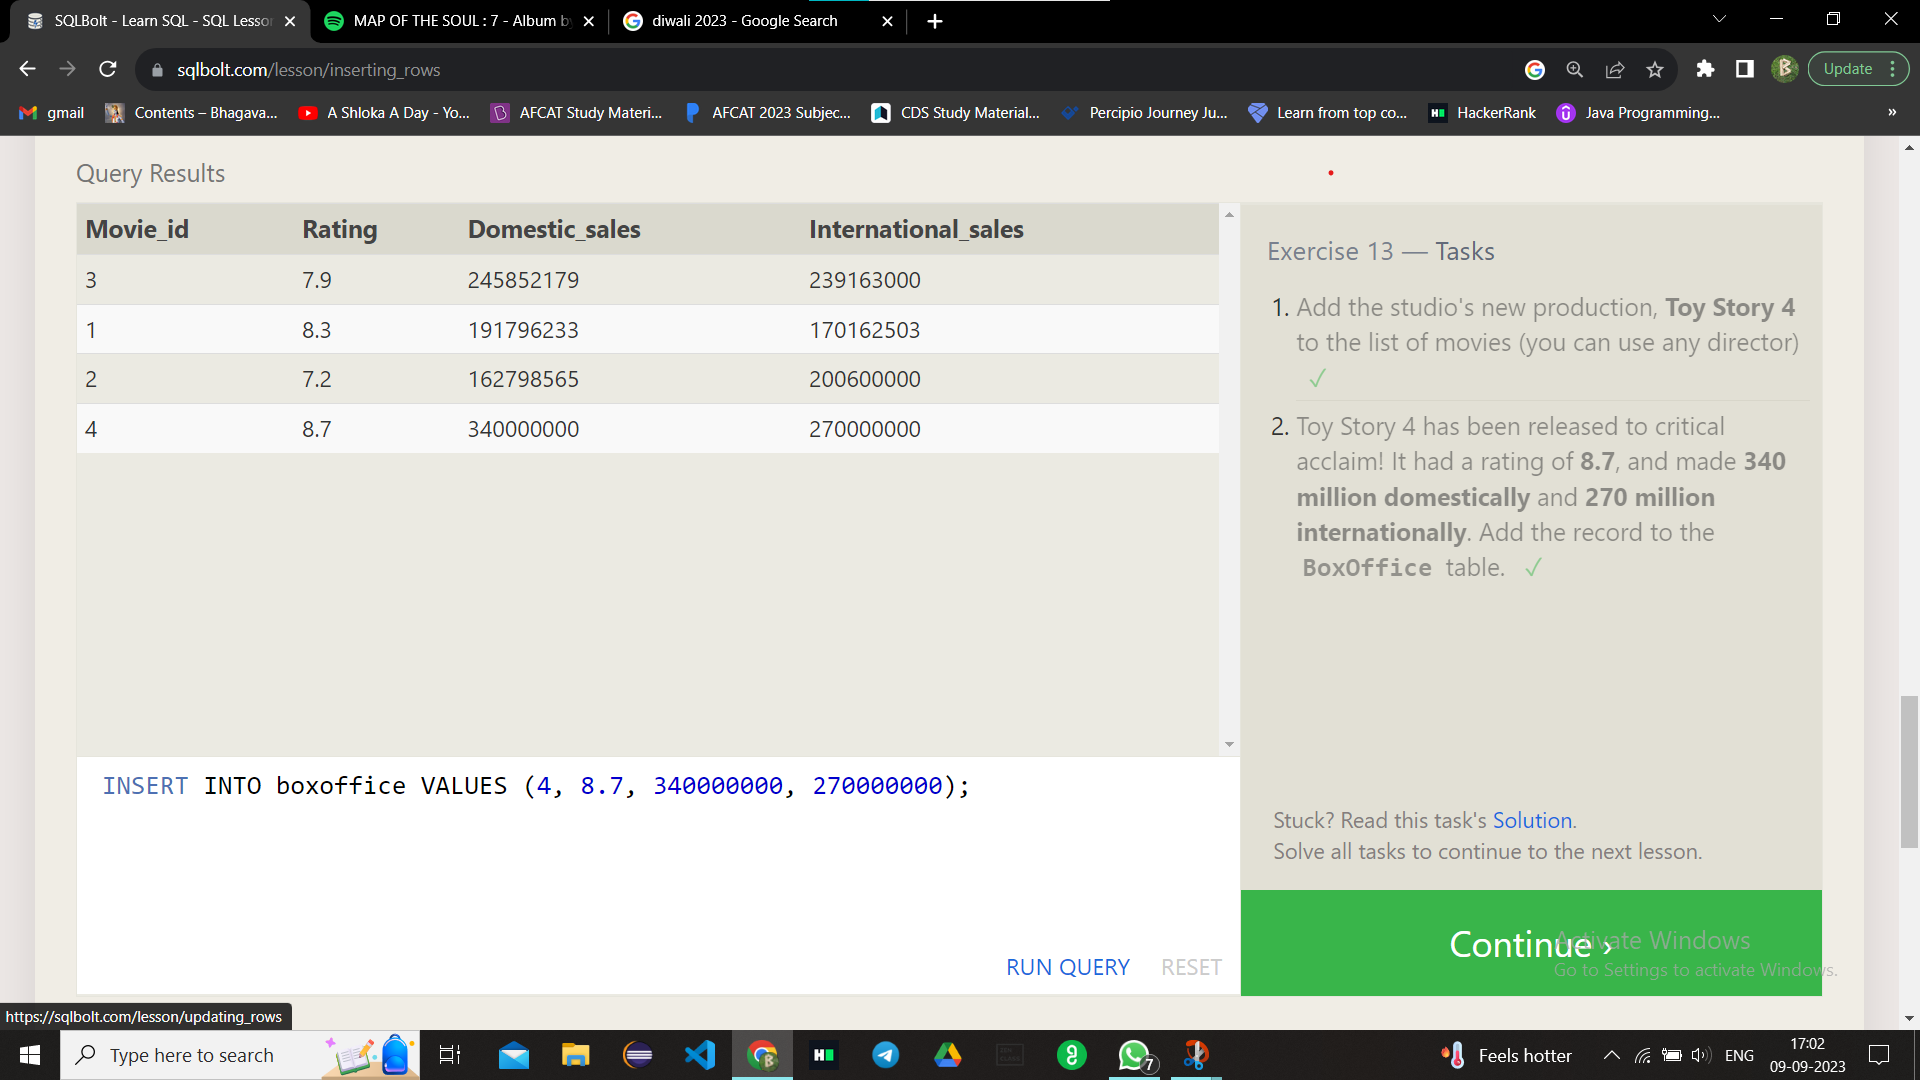 SQLBolt - Learn SQL - SQL Lesson
MAP OF THE SOUL : 7 - Album by
diwali 2023 - Google Search
sqlbolt.com/lesson/inserting_rows
Update
gmail
Contents – Bhagava...
A Shloka A Day - Yo...
AFCAT Study Materi...
AFCAT 2023 Subjec...
CDS Study Material...
Percipio Journey Ju...
Learn from top co...
HackerRank
Java Programming...
»
Query Results
Movie_id Rating Domestic_sales International_sales
3 7.9 245852179 239163000
1 8.3 191796233 170162503
2 7.2 162798565 200600000
4 8.7 340000000 270000000
Exercise 13 — Tasks
1. Add the studio's new production, Toy Story 4
to the list of movies (you can use any director)
✓
2. Toy Story 4 has been released to critical
acclaim! It had a rating of 8.7, and made 340
million domestically and 270 million
internationally. Add the record to the
BoxOffice table. ✓
INSERT INTO boxoffice VALUES (4, 8.7, 340000000, 270000000);
RUN QUERY RESET
Stuck? Read this task's Solution.
Solve all tasks to continue to the next lesson.
Continue ›
Activate Windows
Go to Settings to activate Windows.
https://sqlbolt.com/lesson/updating_rows
Type here to search
7
Feels hotter
ENG
17:02
09-09-2023